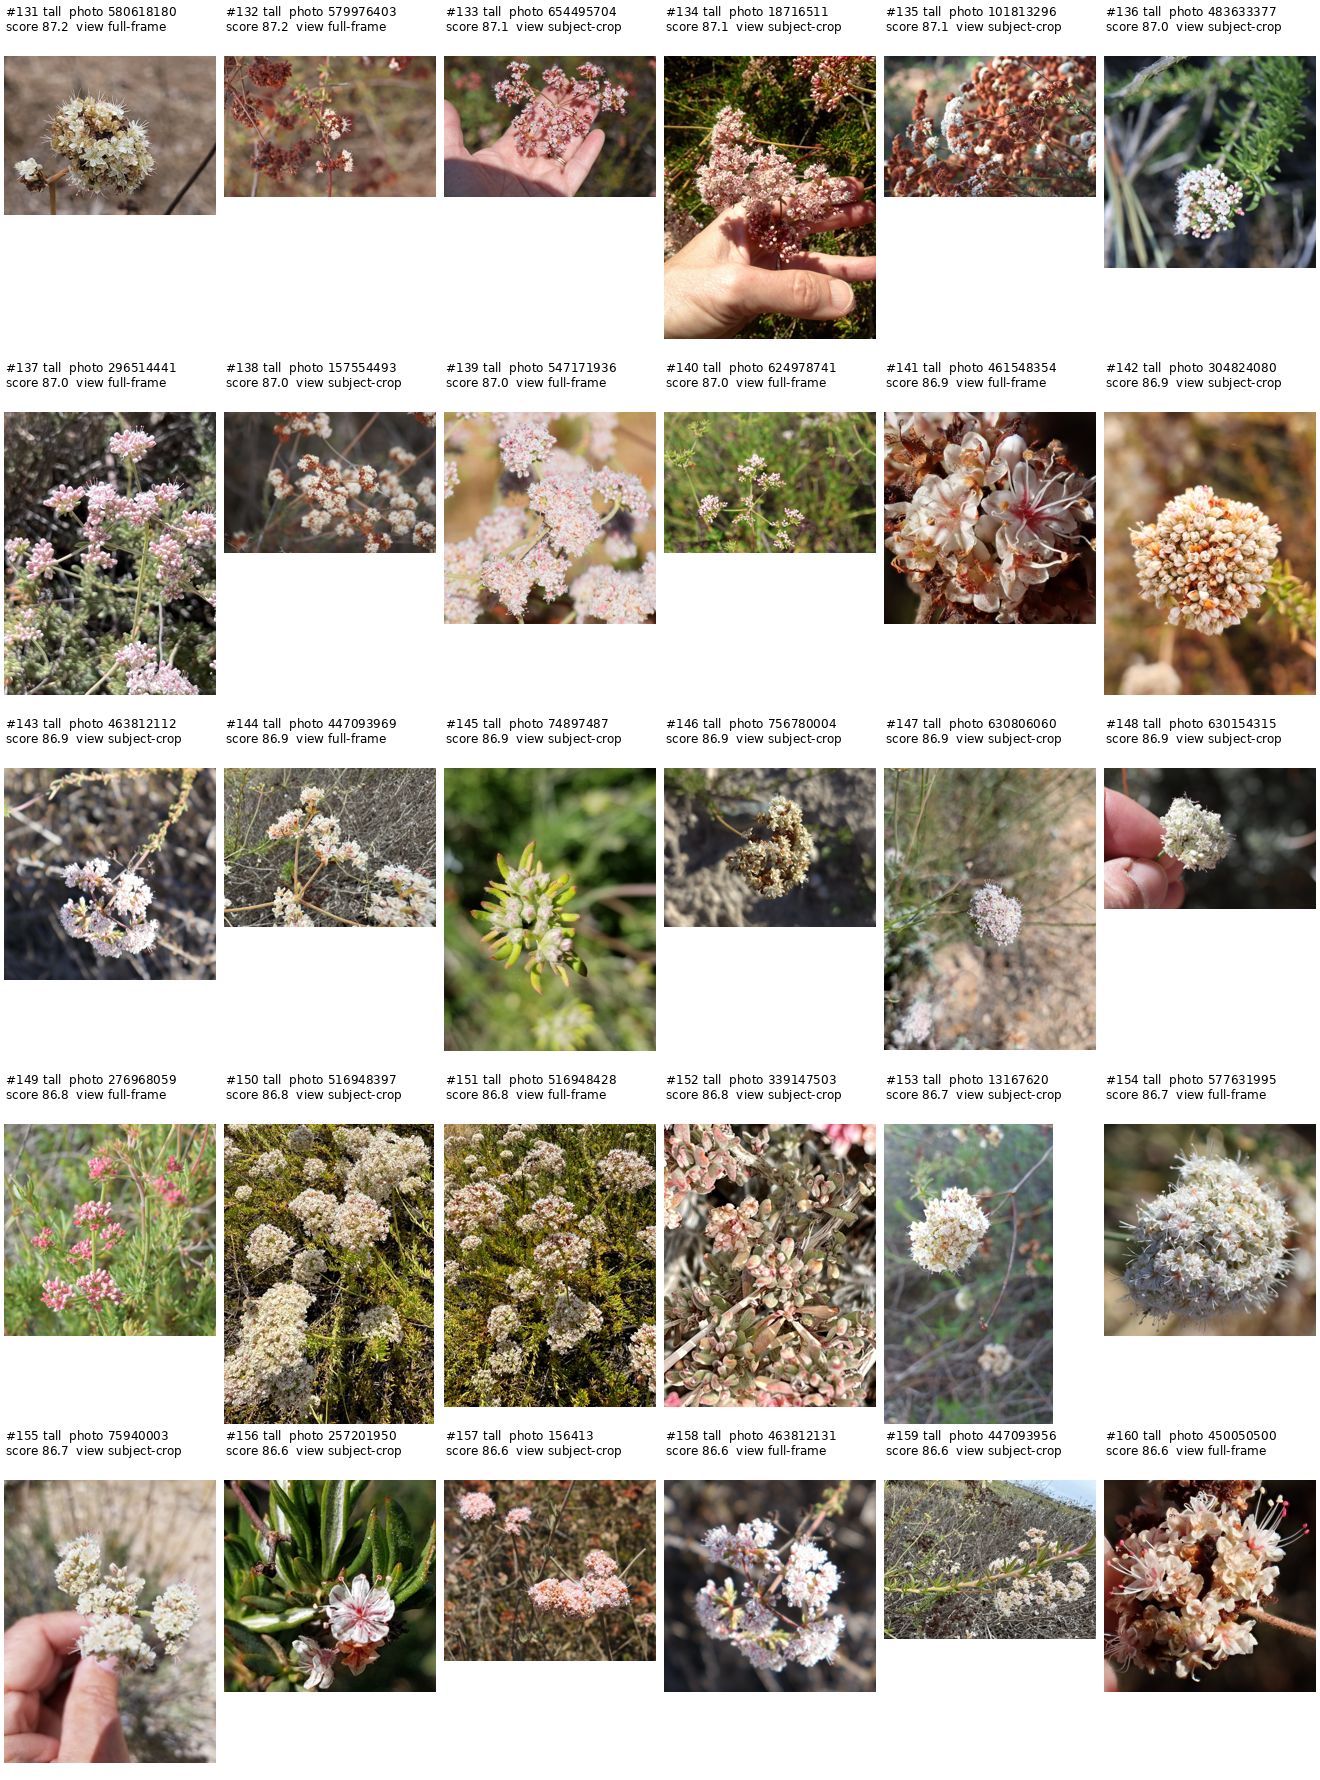 #131 tall photo 580618180
score 87.2 view full-frame
#132 tall photo 579976403
score 87.2 view full-frame
#133 tall photo 654495704
score 87.1 view subject-crop
#134 tall photo 18716511
score 87.1 view subject-crop
#135 tall photo 101813296
score 87.1 view subject-crop
#136 tall photo 483633377
score 87.0 view subject-crop
#137 tall photo 296514441
score 87.0 view full-frame
#138 tall photo 157554493
score 87.0 view subject-crop
#139 tall photo 547171936
score 87.0 view full-frame
#140 tall photo 624978741
score 87.0 view full-frame
#141 tall photo 461548354
score 86.9 view full-frame
#142 tall photo 304824080
score 86.9 view subject-crop
#143 tall photo 463812112
score 86.9 view subject-crop
#144 tall photo 447093969
score 86.9 view full-frame
#145 tall photo 74897487
score 86.9 view subject-crop
#146 tall photo 756780004
score 86.9 view subject-crop
#147 tall photo 630806060
score 86.9 view subject-crop
#148 tall photo 630154315
score 86.9 view subject-crop
#149 tall photo 276968059
score 86.8 view full-frame
#150 tall photo 516948397
score 86.8 view subject-crop
#151 tall photo 516948428
score 86.8 view full-frame
#152 tall photo 339147503
score 86.8 view subject-crop
#153 tall photo 13167620
score 86.7 view subject-crop
#154 tall photo 577631995
score 86.7 view full-frame
#155 tall photo 75940003
score 86.7 view subject-crop
#156 tall photo 257201950
score 86.6 view subject-crop
#157 tall photo 156413
score 86.6 view subject-crop
#158 tall photo 463812131
score 86.6 view full-frame
#159 tall photo 447093956
score 86.6 view subject-crop
#160 tall photo 450050500
score 86.6 view full-frame